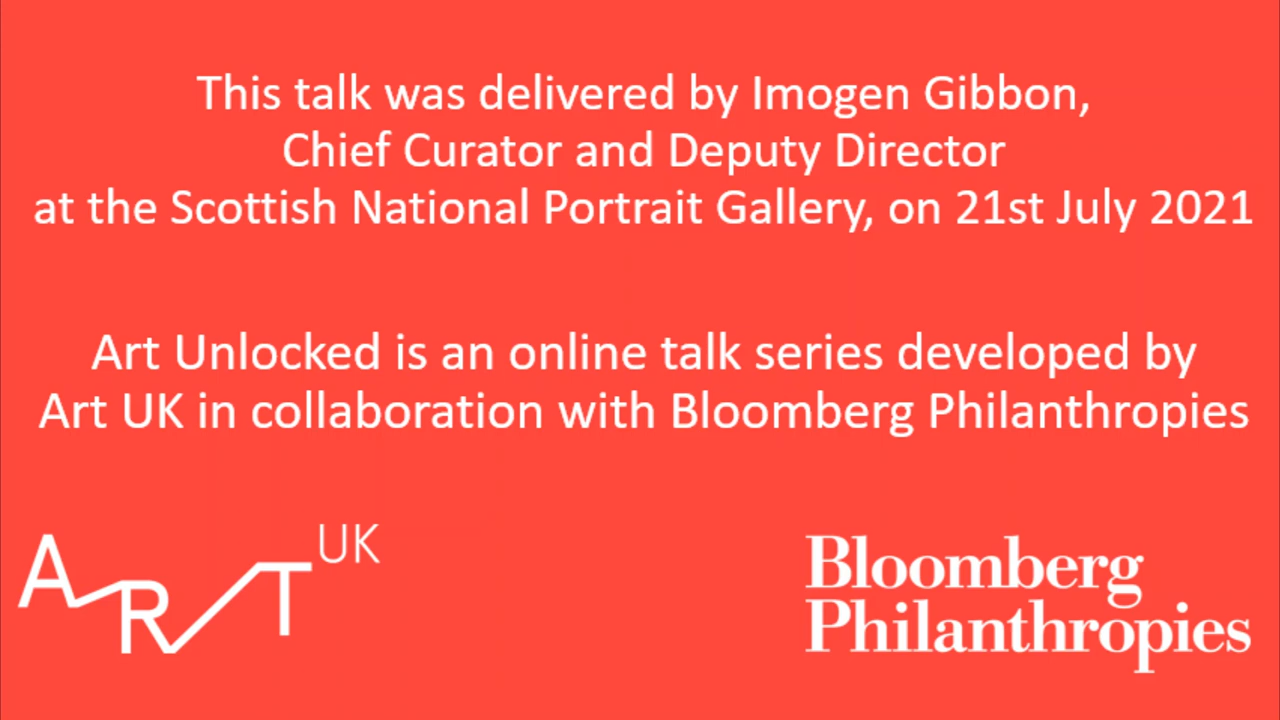 This talk was delivered by Imogen Gibbon,
Chief Curator and Deputy Director
at the Scottish National Portrait Gallery, on 21st July 2021
Art Unlocked is an online talk series developed by
Art UK in collaboration with Bloomberg Philanthropies
ART UK
Bloomberg
Philanthropies